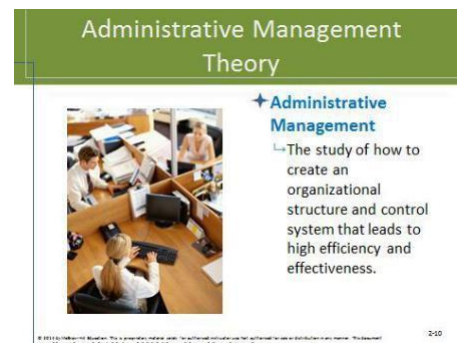 Administrative Management
Theory
Administrative
Management
The study of how to
create an
organizational
structure and control
system that leads to
high efficiency and
effectiveness.
2-10